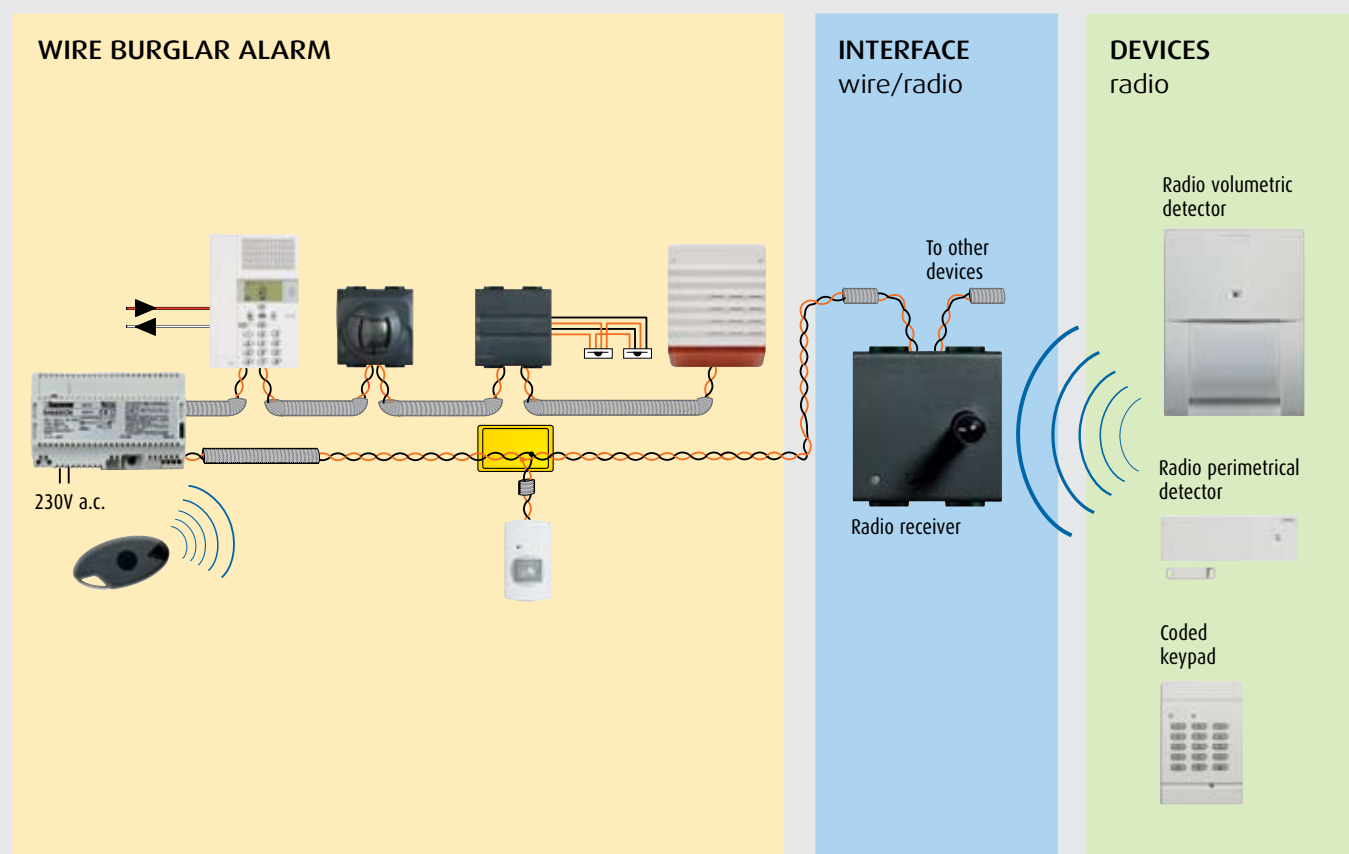 WIRE BURGLAR ALARM
230V a.c.
INTERFACE
wire/radio
To other
devices
Radio receiver
DEVICES
radio
Radio volumetric
detector
Radio perimetrical
detector
Coded
keypad